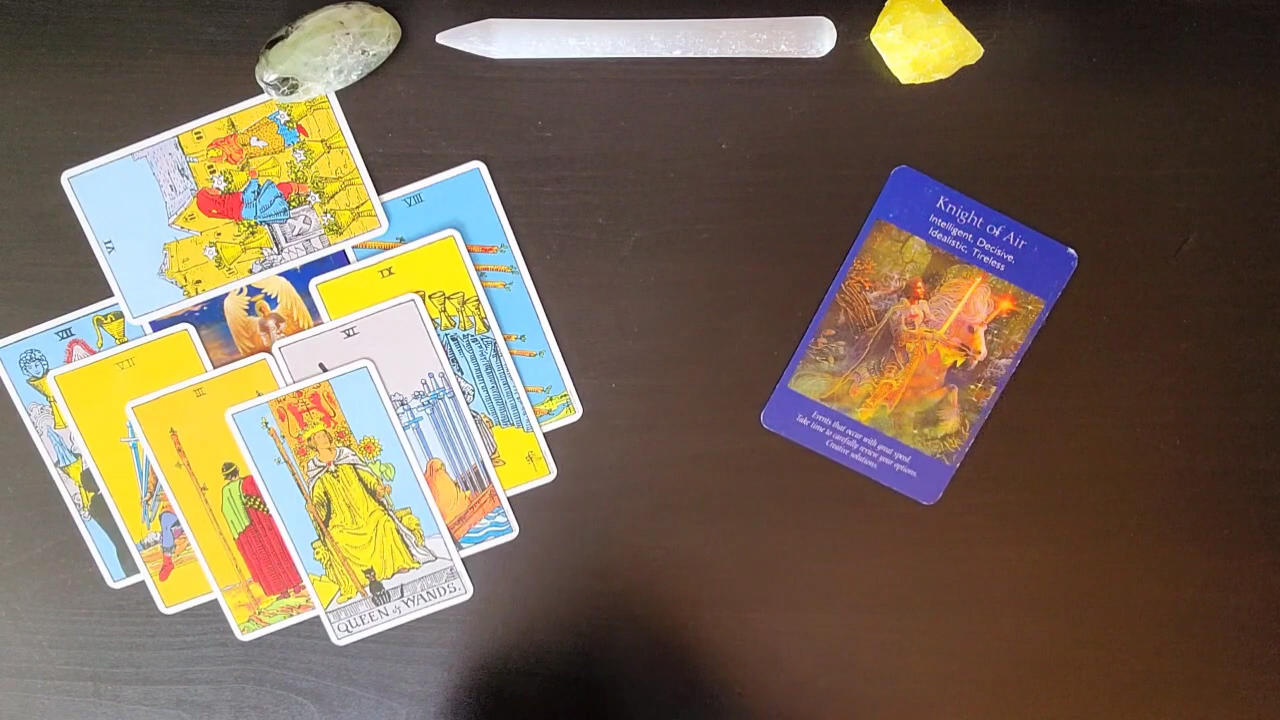 VI
VIII
IX
VII
VII
III
VI
QUEEN of WANDS.
Knight of Air
Intelligent, Decisive,
Idealistic, Tireless
Events that occur with great speed.
Take time to carefully review your options.
Creative solutions.